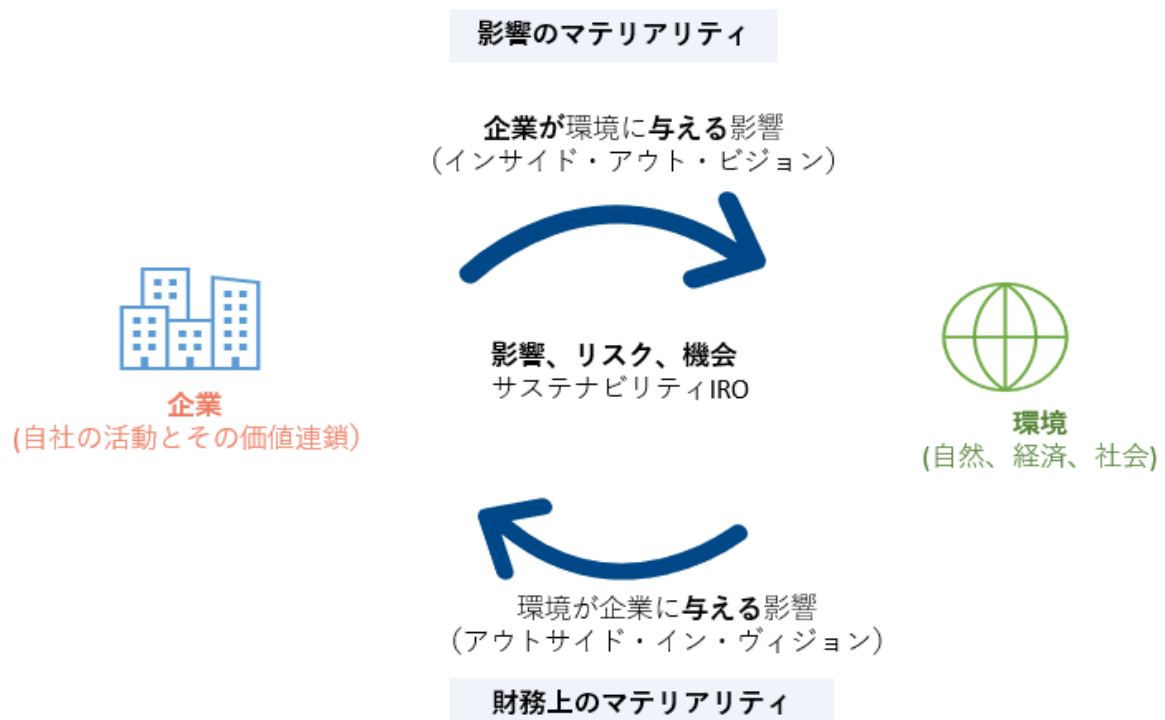 影響のマテリアリティ
企業が環境に与える影響
（インサイド・アウト・ビジョン）
影響、リスク、機会
サステナビリティIRO
企業
(自社の活動とその価値連鎖）
環境
(自然、経済、社会)
環境が企業に与える影響
（アウトサイド・イン・ヴィジョン）
財務上のマテリアリティ